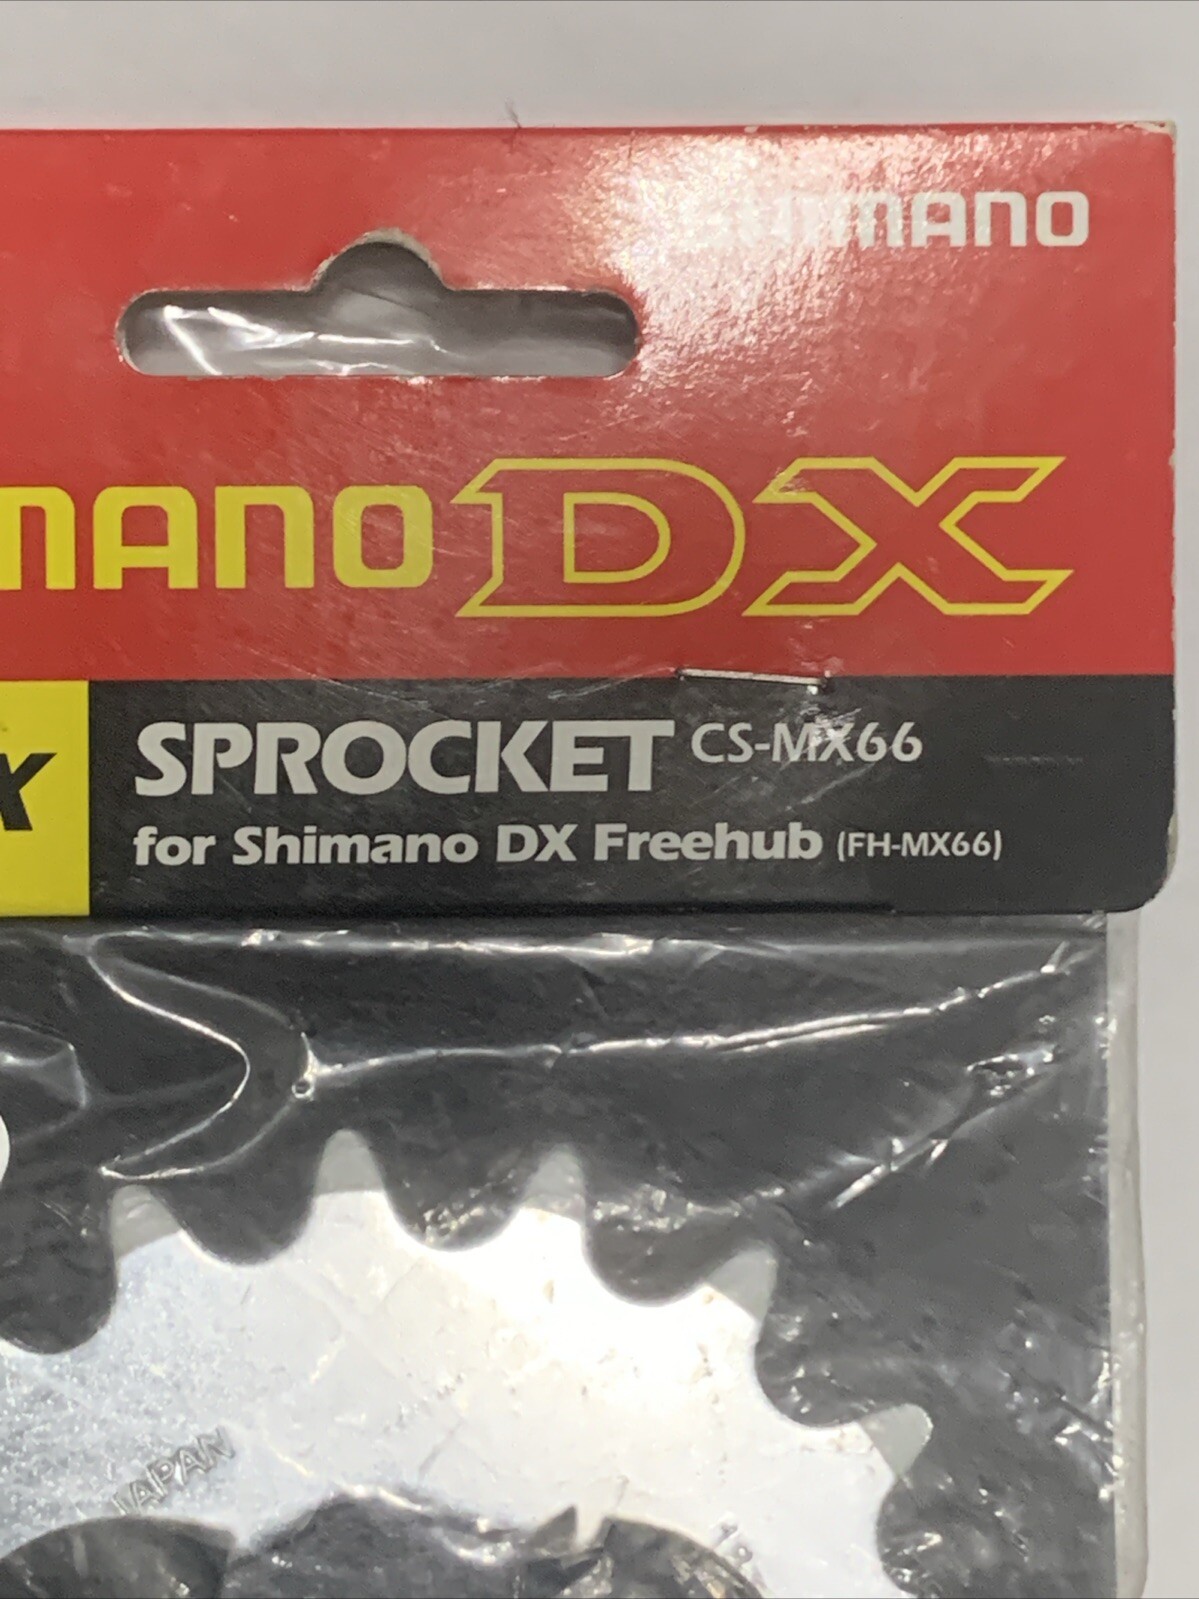 SHIMANO
MANO DX
X
SPROCKET CS-MX66
for Shimano DX Freehub (FH-MX66)
JAPAN